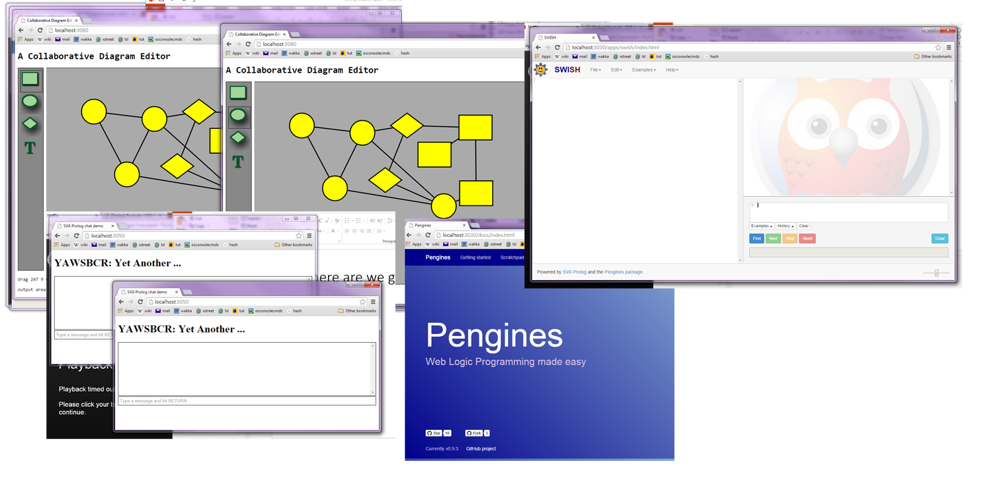 Collaborative Diagram Edi
localhost:3080
Apps wiki mail wakka xstreet lsl tut osconsolecmds hash
A Collaborative Diagram Editor
T
drag 247 9
output area
Collaborative Diagram Edi
localhost:3080
Apps wiki mail wakka xstreet lsl tut osconsolecmds hash
A Collaborative Diagram Editor
T
SWISH
localhost:3030/apps/swish/index.html
Apps wiki mail wakka xstreet lsl tut osconsolecmds hash Other bookmarks
SWISH File Edit Examples Help
?-
Examples History Clear
First Next Stop Abort Clear
Powered by SWI-Prolog and the Pengines package.
SWI-Prolog chat demo
localhost:3050
Apps wiki mail wakka xstreet lsl tut osconsolecmds hash Other bookmarks
YAWSBCR: Yet Another ...
Type a message and hit RET
Paragra
ere are we g
Playback
Playback timed ou
Please click your b
continue.
SWI-Prolog chat demo
localhost:3050
Apps wiki mail wakka xstreet lsl tut osconsolecmds hash Other bookmarks
YAWSBCR: Yet Another ...
Type a message and hit RETURN
Pengines
localhost:3030/docs/index.html
Apps wiki mail wakka xstreet lsl tut
Pengines Getting started Scratchpad
Pengines
Web Logic Programming made easy
Star 16 Fork 3
Currently v0.9.3 GitHub project